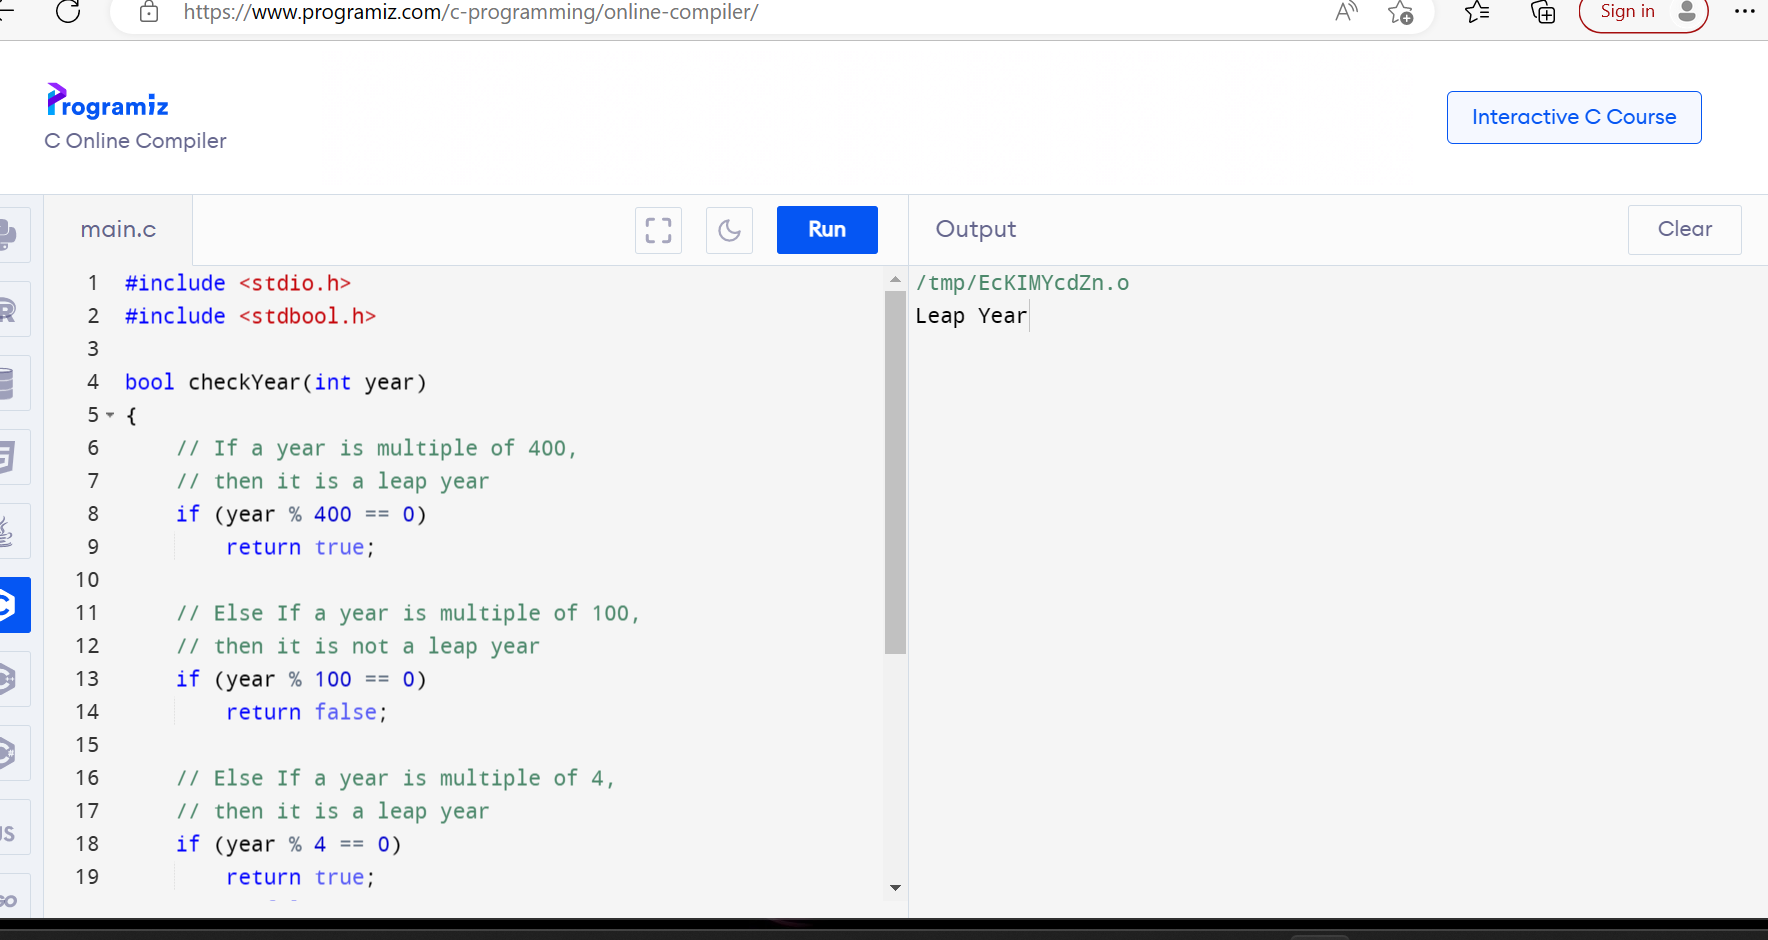 https://www.programiz.com/c-programming/online-compiler/
Sign in
Programiz
C Online Compiler
Interactive C Course
main.c
Run
Output
Clear
1 #include <stdio.h>
2 #include <stdbool.h>
3
4 bool checkYear(int year)
5 {
6 // If a year is multiple of 400,
7 // then it is a leap year
8 if (year % 400 == 0)
9 return true;
10
11 // Else If a year is multiple of 100,
12 // then it is not a leap year
13 if (year % 100 == 0)
14 return false;
15
16 // Else If a year is multiple of 4,
17 // then it is a leap year
18 if (year % 4 == 0)
19 return true;
/tmp/EcKIMYcdZn.o
Leap Year